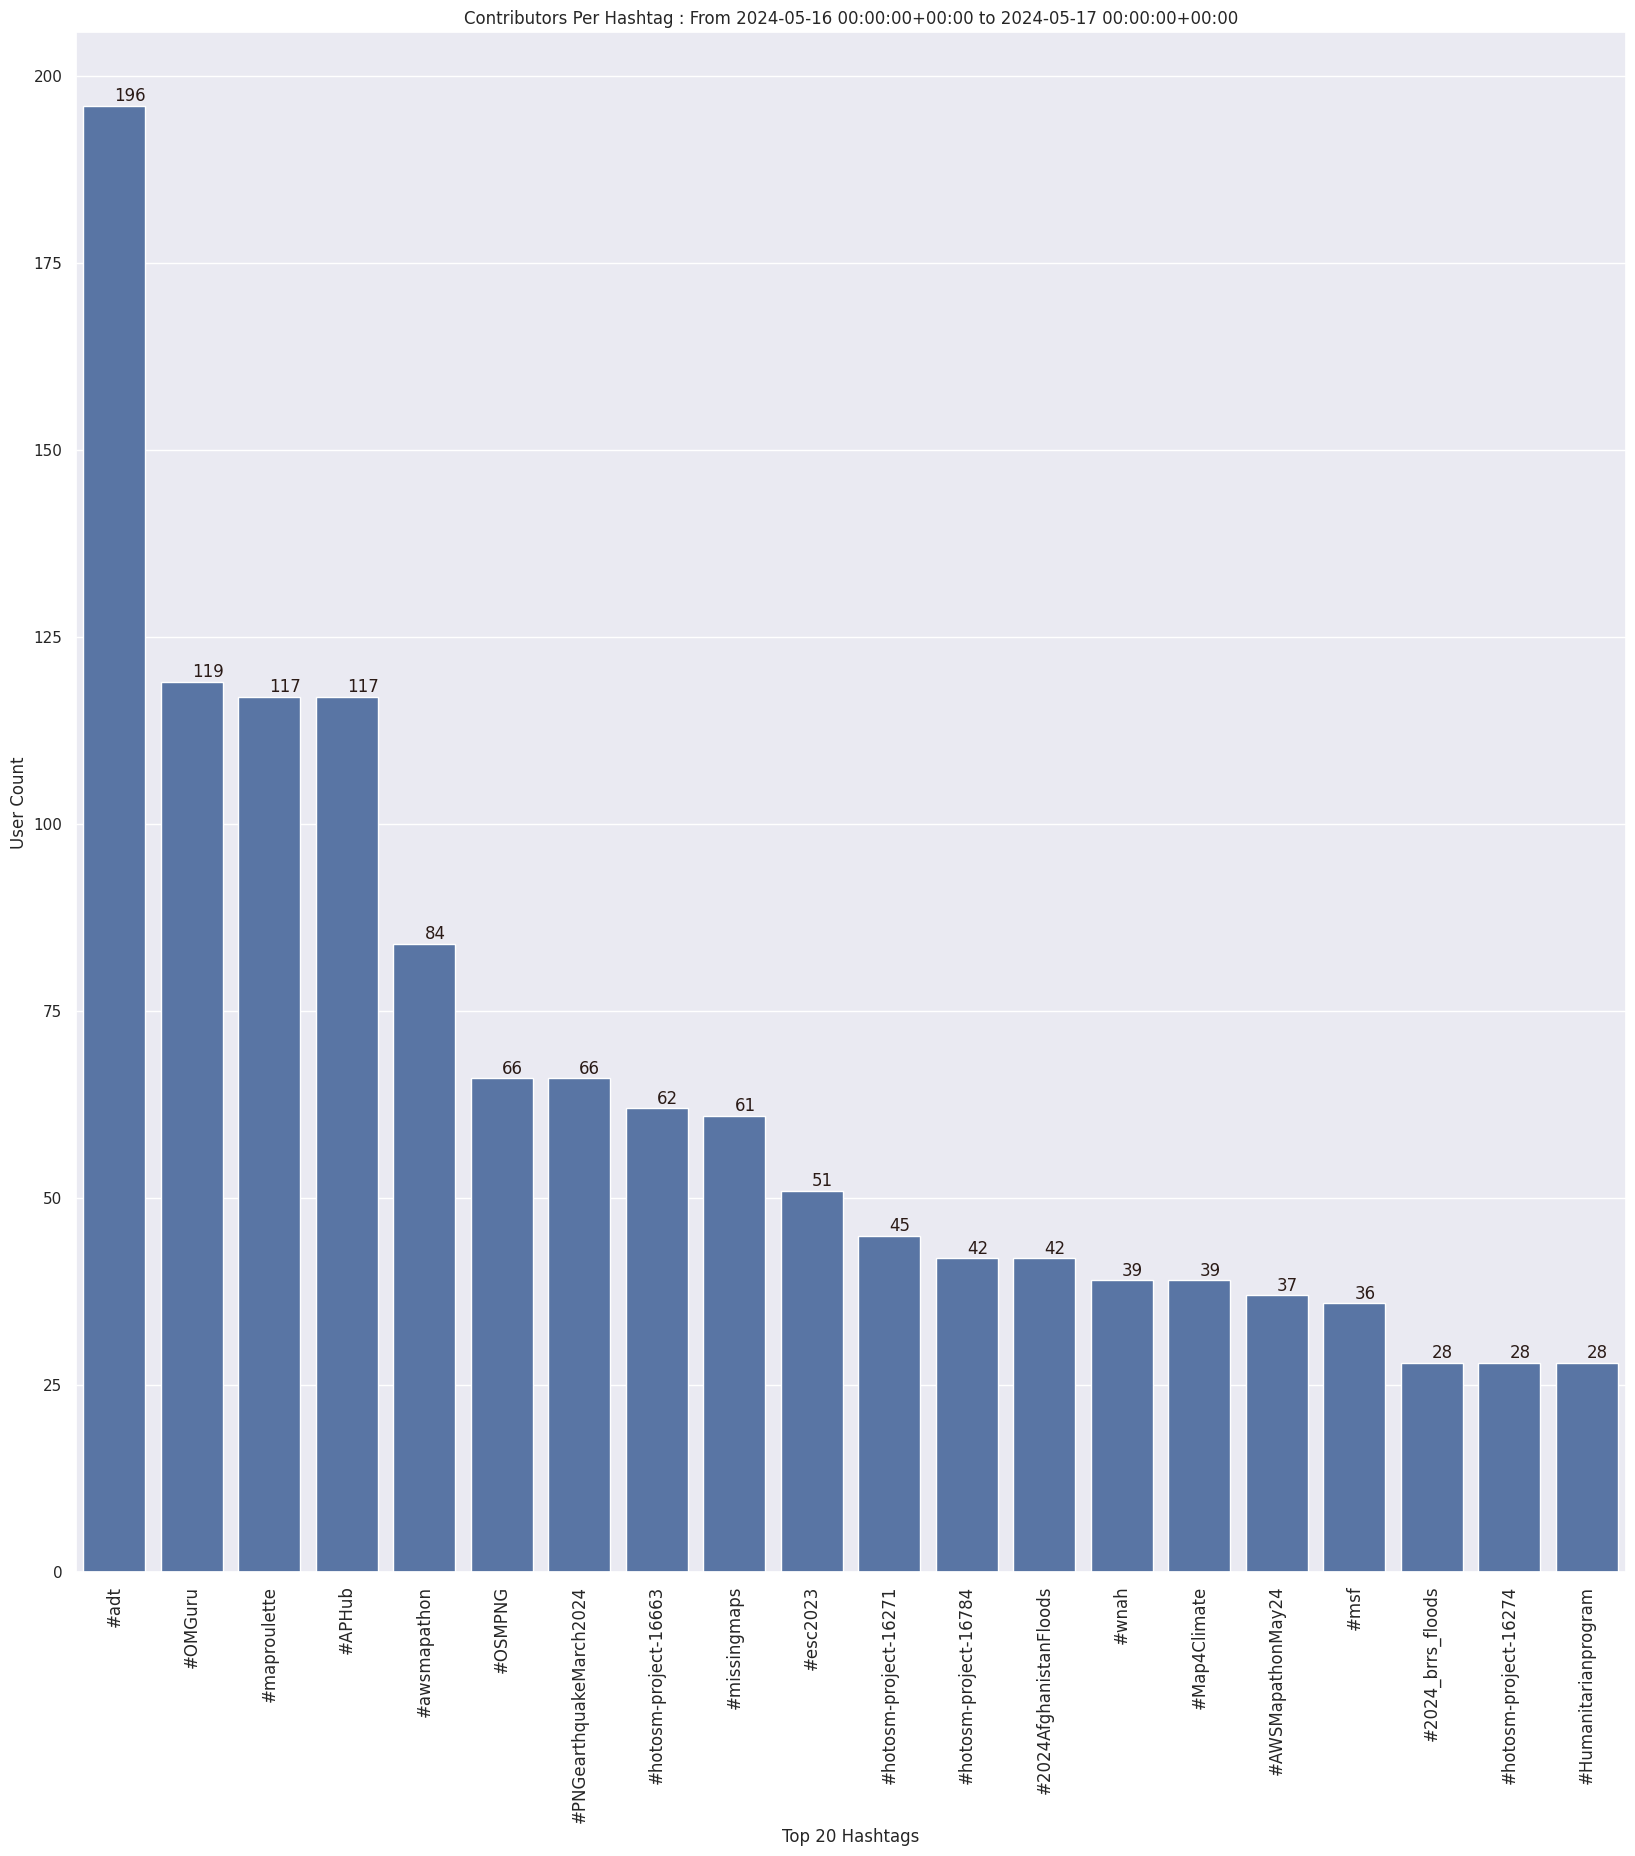 Contributors Per Hashtag : From 2024-05-16 00:00:00+00:00 to 2024-05-17 00:00:00+00:00
User Count
200
175
150
125
100
75
50
25
0
196
119
117
117
84
66
66
62
61
51
45
42
42
39
39
37
36
28
28
28
#adt
#OMGuru
#maproulette
#APHub
#awsmapathon
#OSMPNG
#PNGearthquakeMarch2024
#hotosm-project-16663
#missingmaps
#esc2023
#hotosm-project-16271
#hotosm-project-16784
#2024AfghanistanFloods
#wnah
#Map4Climate
#AWSMapathonMay24
#msf
#2024_brrs_floods
#hotosm-project-16274
#Humanitarianprogram
Top 20 Hashtags